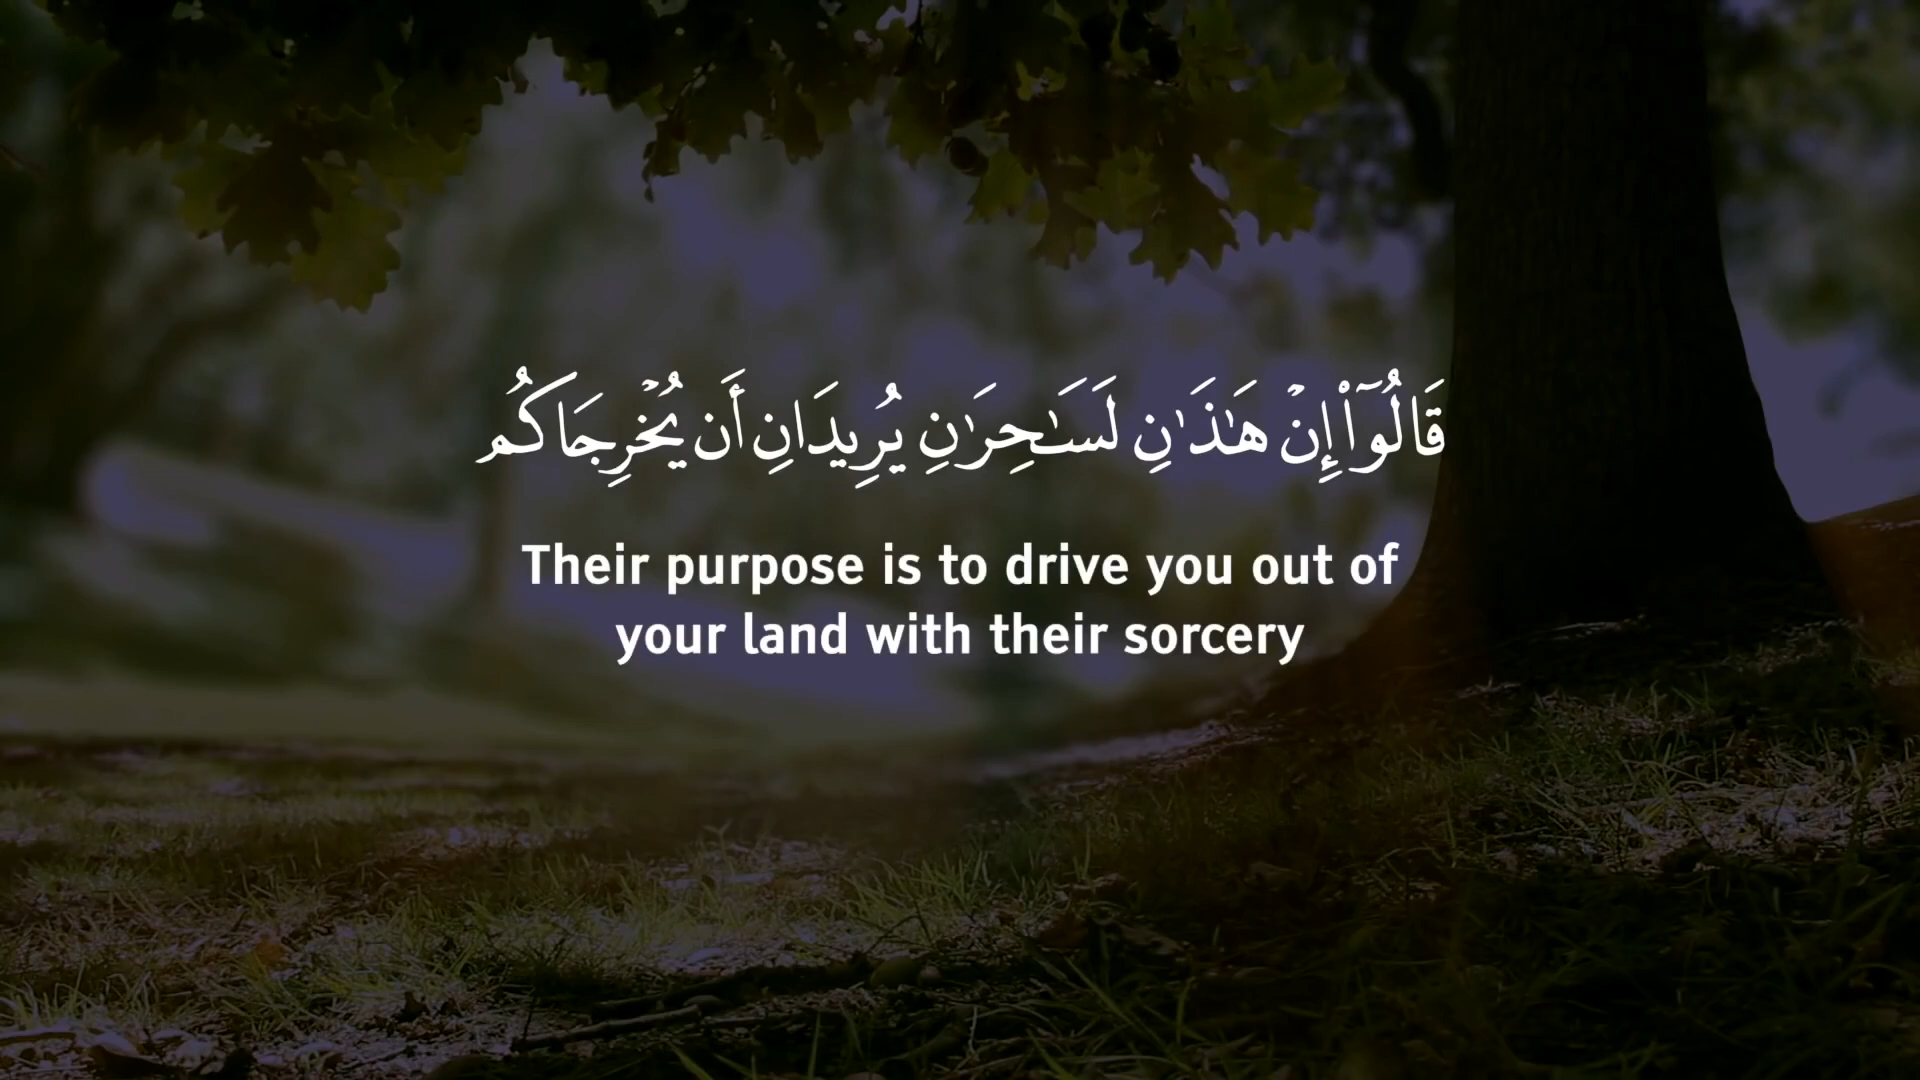 قَالُوٓا۟ إِنْ هَـٰذَٰنِ لَسَـٰحِرَٰنِ يُرِيدَانِ أَن يُخْرِجَاكُم
Their purpose is to drive you out of
your land with their sorcery